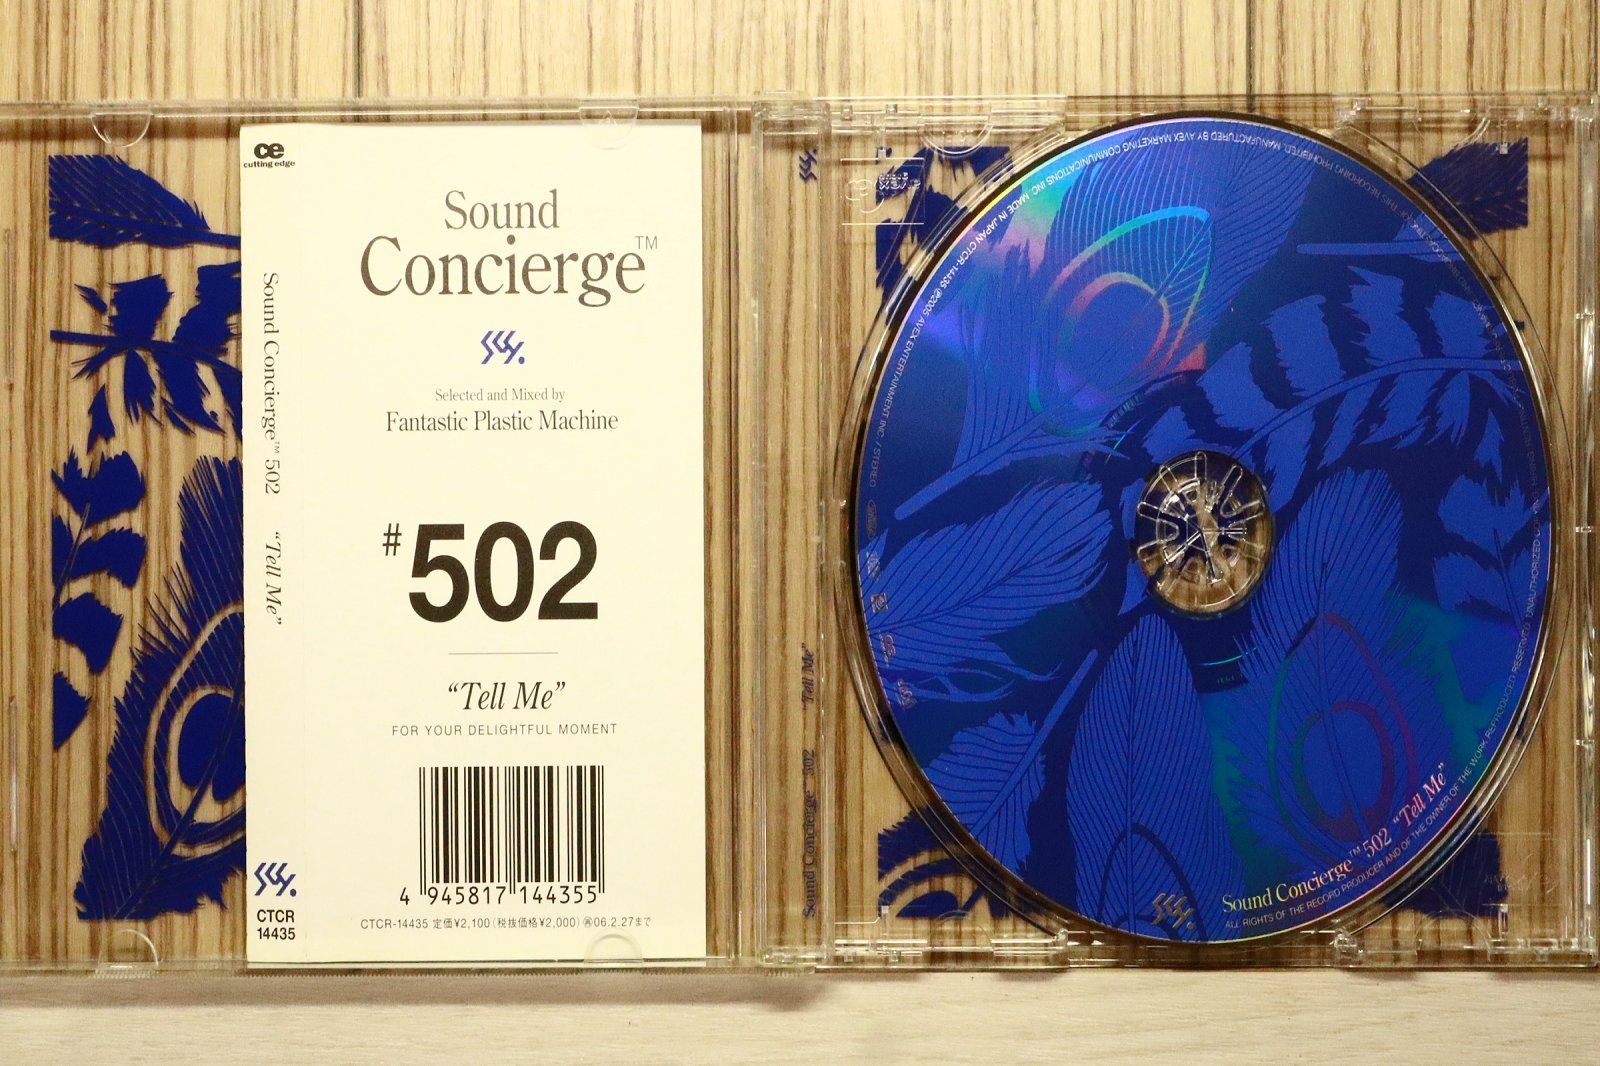 ce
cutting edge
Sound Concierge™ 502 "Tell Me"
CTCR
14435
Sound
Concierge™
Selected and Mixed by
Fantastic Plastic Machine
#502
"Tell Me"
FOR YOUR DELIGHTFUL MOMENT
4 945817 144355
CTCR-14435 定価¥2,100(税抜価格¥2,000)㊢06.2.27まで
Sound Concierge™ 502 "Tell Me"
Sound Concierge™ 502 "Tell Me"
ALL RIGHTS OF THE RECORD PRODUCER AND OF THE OWNER OF THE WORK REPRODUCED RESERVED. UNAUTHORIZED
PROHIBITED. MANUFACTURED BY AVEX MARKETING COMMUNICATIONS INC. MADE IN JAPAN CTCR-14435 ℗2005 AVEX ENTERTAINMENT INC. / STEREO